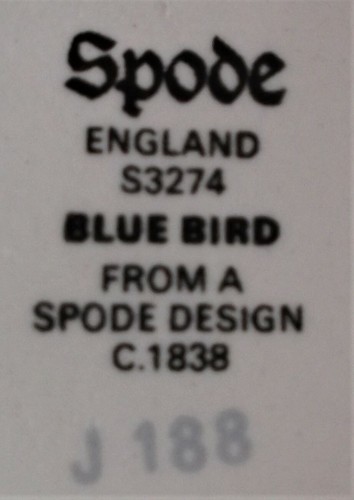 Spode
ENGLAND
S3274
BLUE BIRD
FROM A
SPODE DESIGN
C.1838
J 188